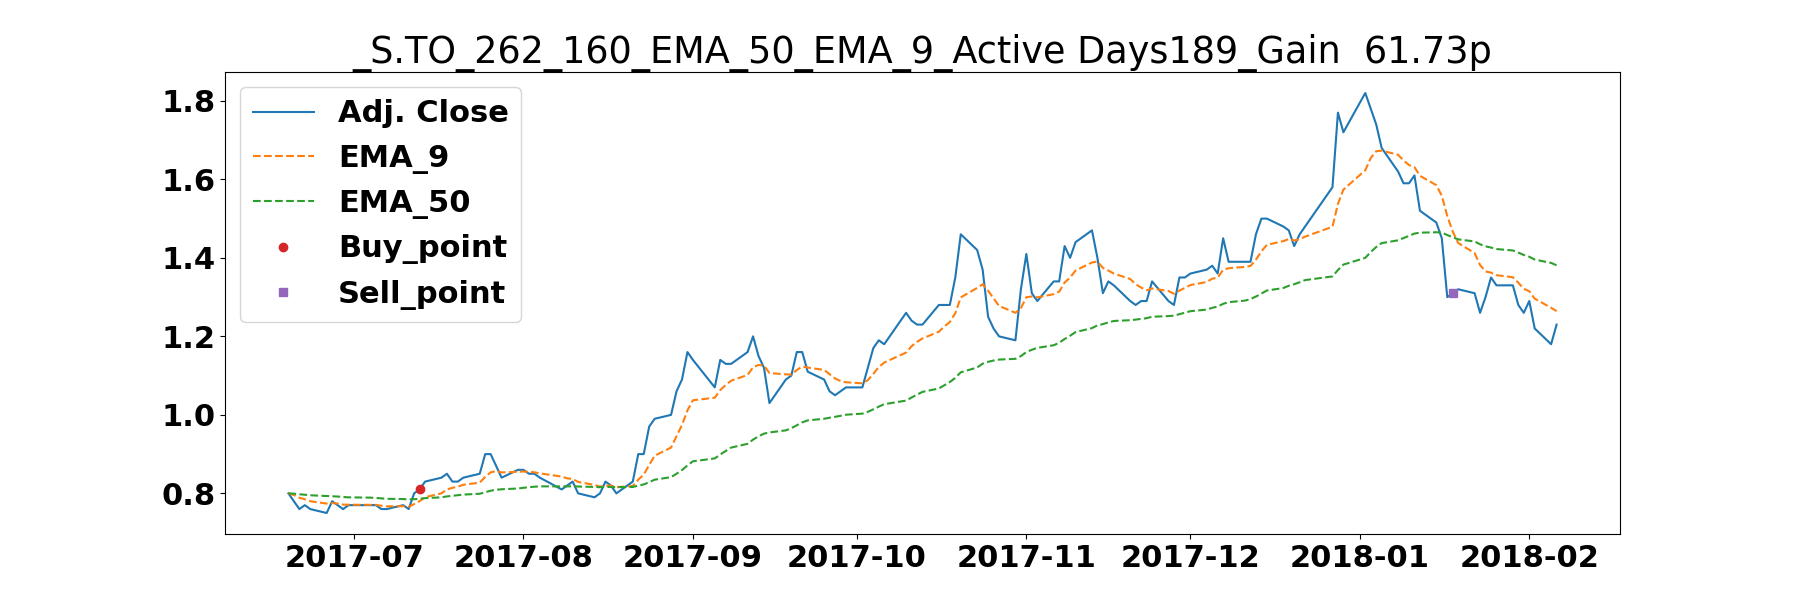 _S.TO_262_160_EMA_50_EMA_9_Active Days189_Gain  61.73p
1.8
1.6
1.4
1.2
1.0
0.8
Adj. Close
EMA_9
EMA_50
Buy_point
Sell_point
2017-07 2017-08 2017-09 2017-10 2017-11 2017-12 2018-01 2018-02